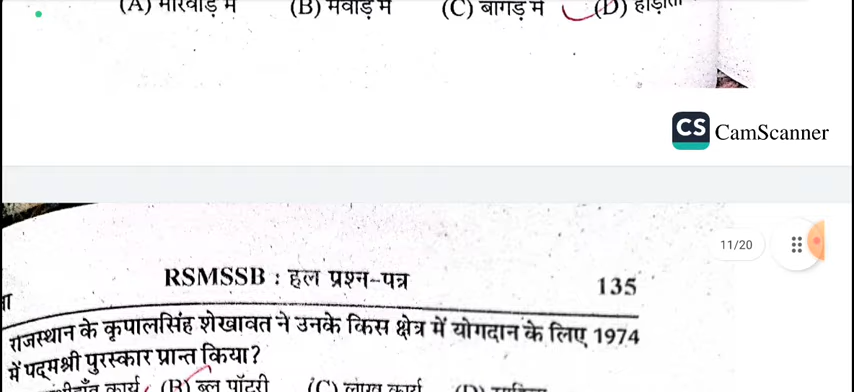 (A) मारवाड़ में (B) मेवाड़ में (C) बागड़ में (D)
CS CamScanner
11/20
RSMSSB : हल प्रश्न-पत्र 135
राजस्थान के कृपालसिंह शेखावत ने उनके किस क्षेत्र में योगदान के लिए 1974
में पद्मश्री पुरस्कार प्राप्त किया?
कार्य (B) ब्लू पॉटरी (C) लाख कार्य (D)